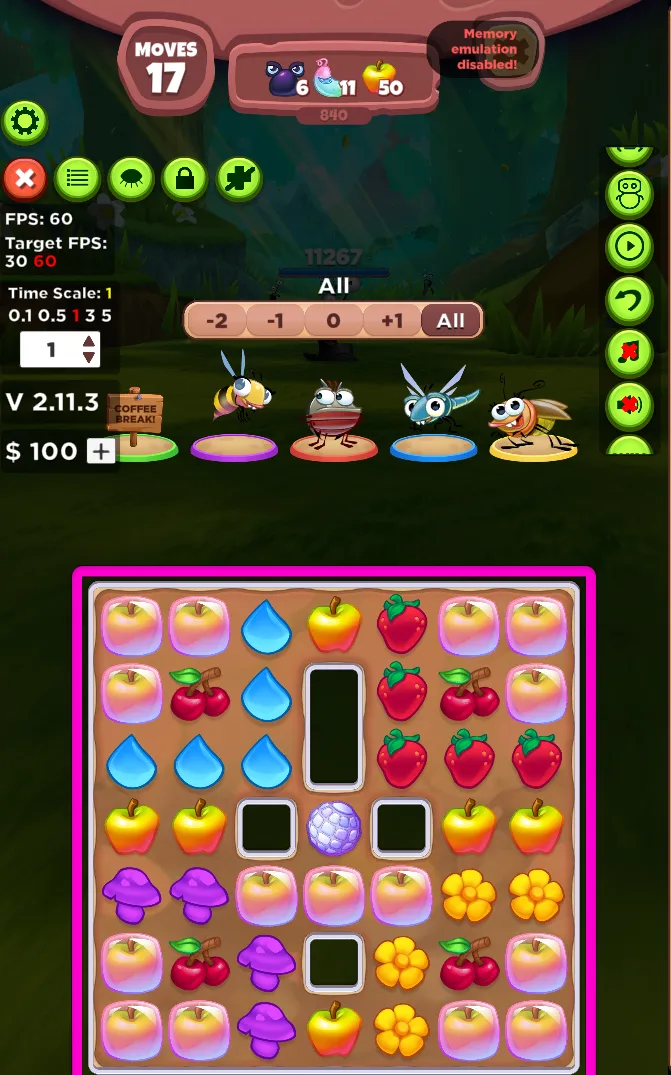 MOVES
17
Memory
emulation
disabled!
6
11
50
840
FPS: 60
Target FPS:
30 60
11267
All
Time Scale: 1
0.1 0.5 1 3 5
-2 -1 0 +1 All
1
V 2.11.3
COFFEE
BREAK!
$ 100 +